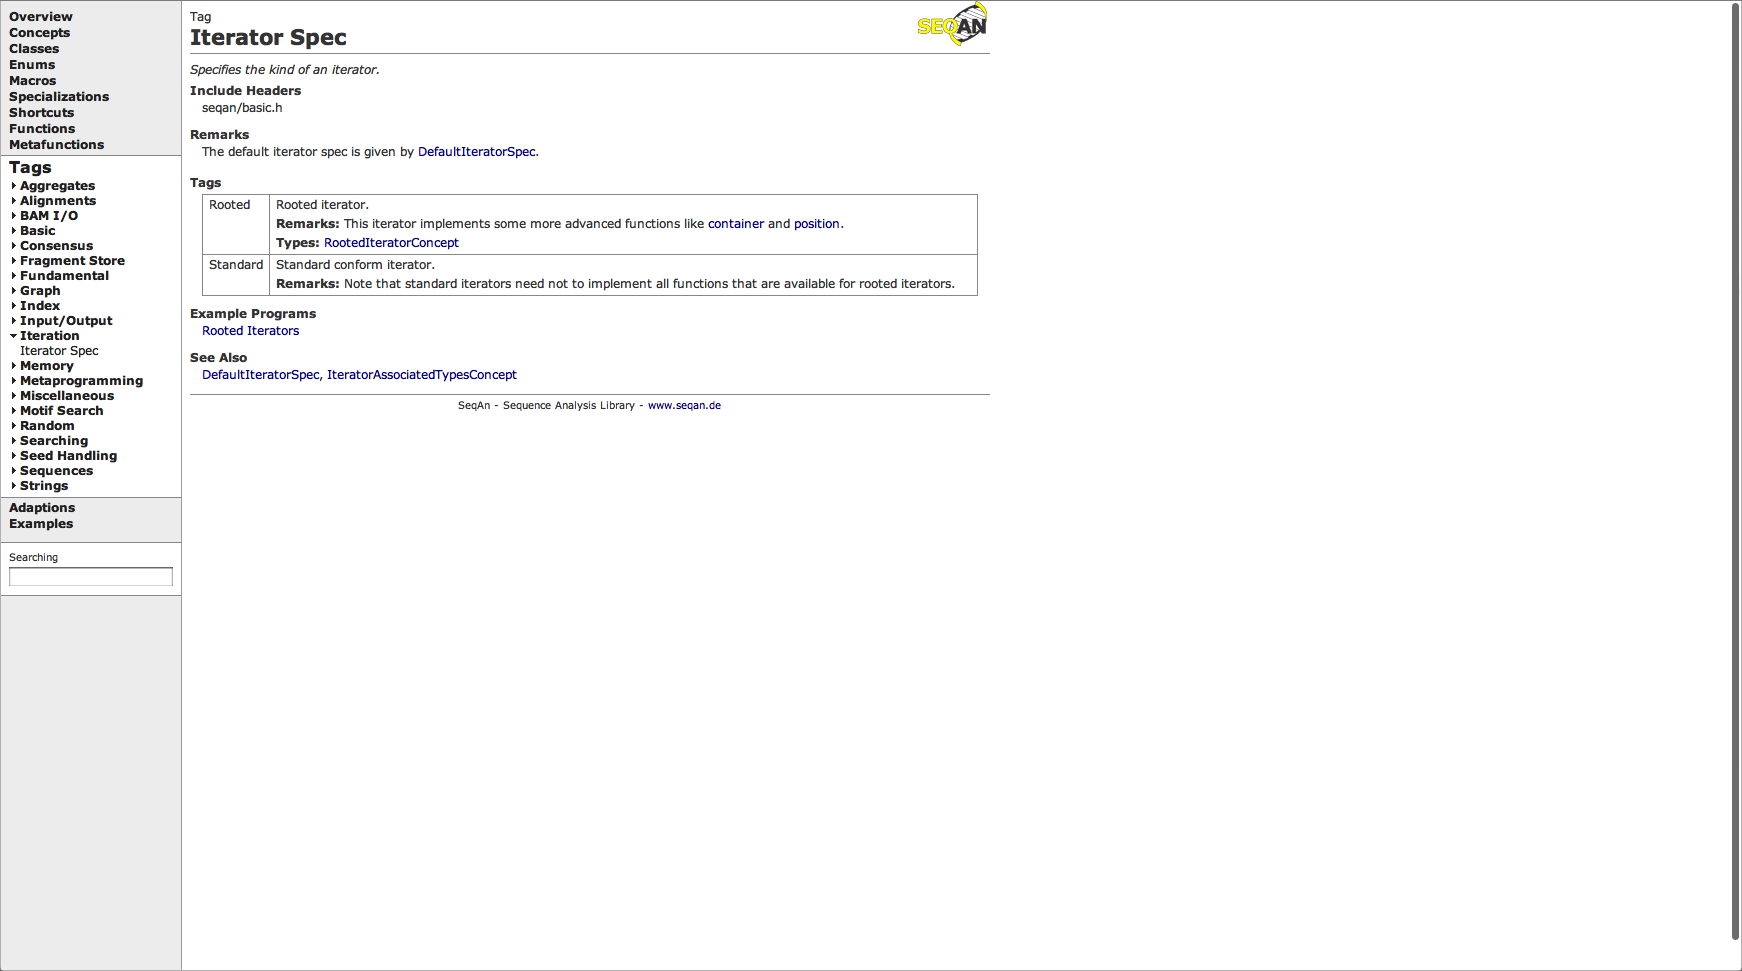 Overview
Concepts
Classes
Enums
Macros
Specializations
Shortcuts
Functions
Metafunctions
Tags
Aggregates
Alignments
BAM I/O
Basic
Consensus
Fragment Store
Fundamental
Graph
Index
Input/Output
Iteration
Iterator Spec
Memory
Metaprogramming
Miscellaneous
Motif Search
Random
Searching
Seed Handling
Sequences
Strings
Adaptions
Examples
Searching
Tag
SEQAN
Iterator Spec
Specifies the kind of an iterator.
Include Headers
seqan/basic.h
Remarks
The default iterator spec is given by DefaultIteratorSpec.
Tags
Rooted
Rooted iterator.
Remarks: This iterator implements some more advanced functions like container and position.
Types: RootedIteratorConcept
Standard
Standard conform iterator.
Remarks: Note that standard iterators need not to implement all functions that are available for rooted iterators.
Example Programs
Rooted Iterators
See Also
DefaultIteratorSpec, IteratorAssociatedTypesConcept
SeqAn - Sequence Analysis Library - www.seqan.de